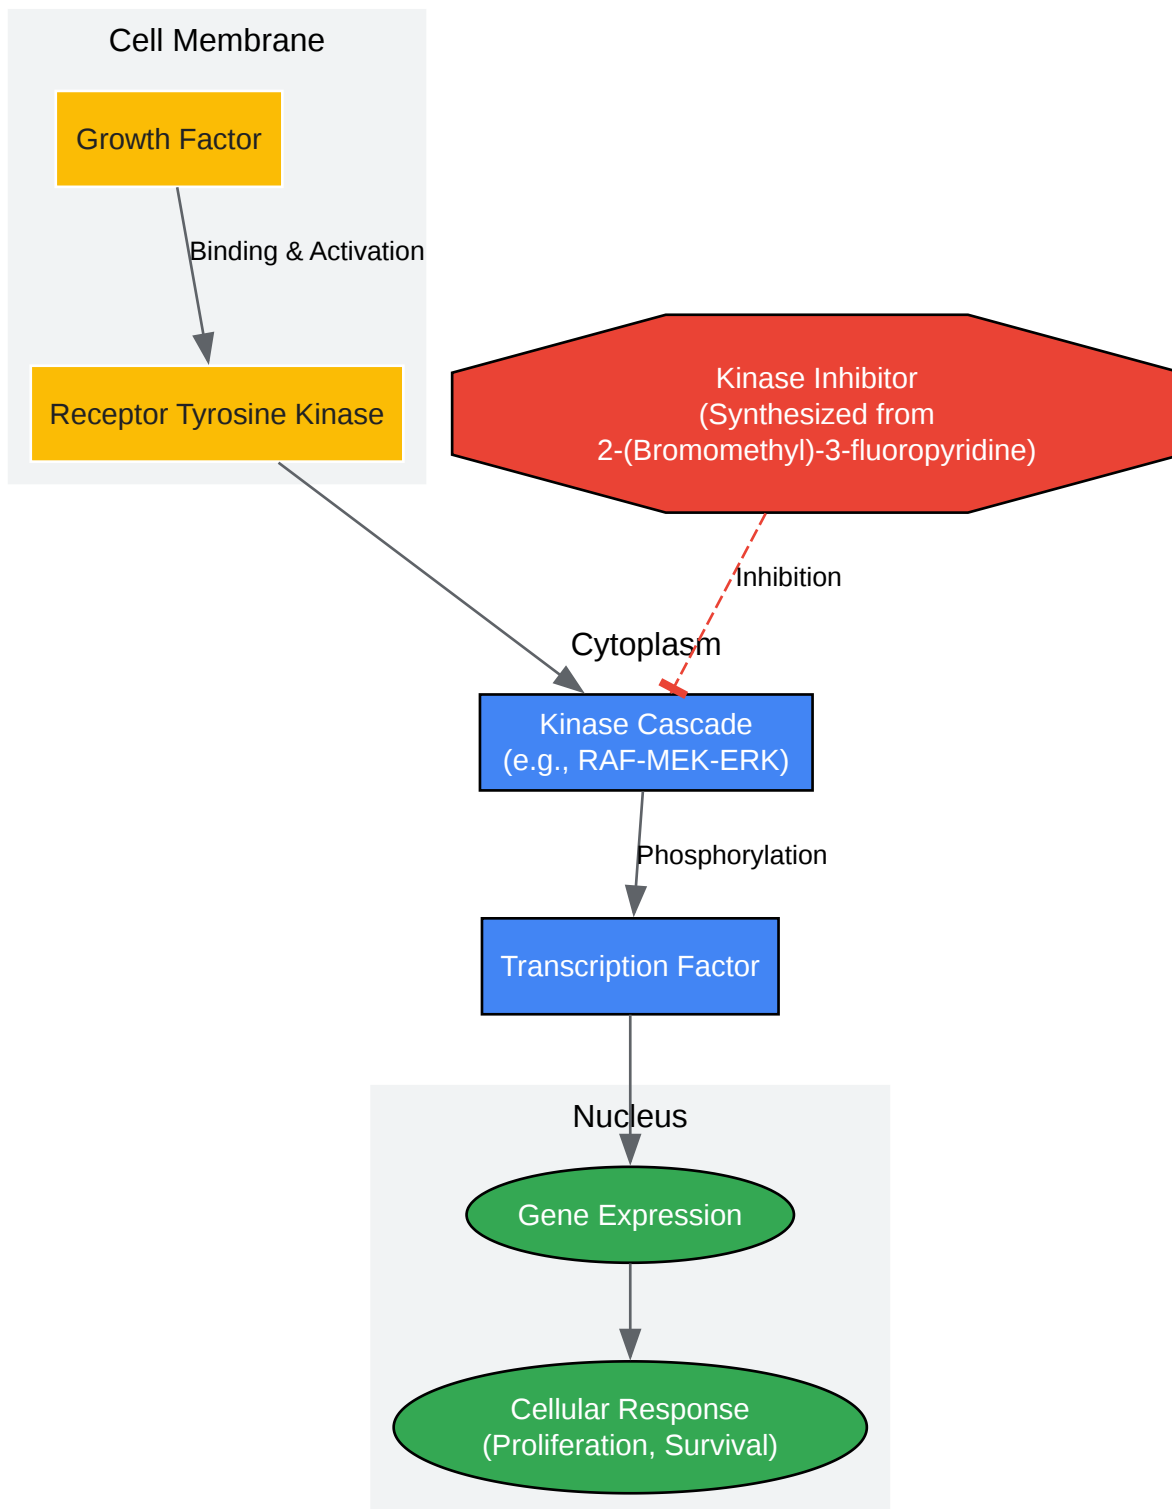 Cell Membrane
Growth Factor
Binding & Activation
Receptor Tyrosine Kinase
Kinase Inhibitor
(Synthesized from
2-(Bromomethyl)-3-fluoropyridine)
Inhibition
Cytoplasm
Kinase Cascade
(e.g., RAF-MEK-ERK)
Phosphorylation
Transcription Factor
Nucleus
Gene Expression
Cellular Response
(Proliferation, Survival)